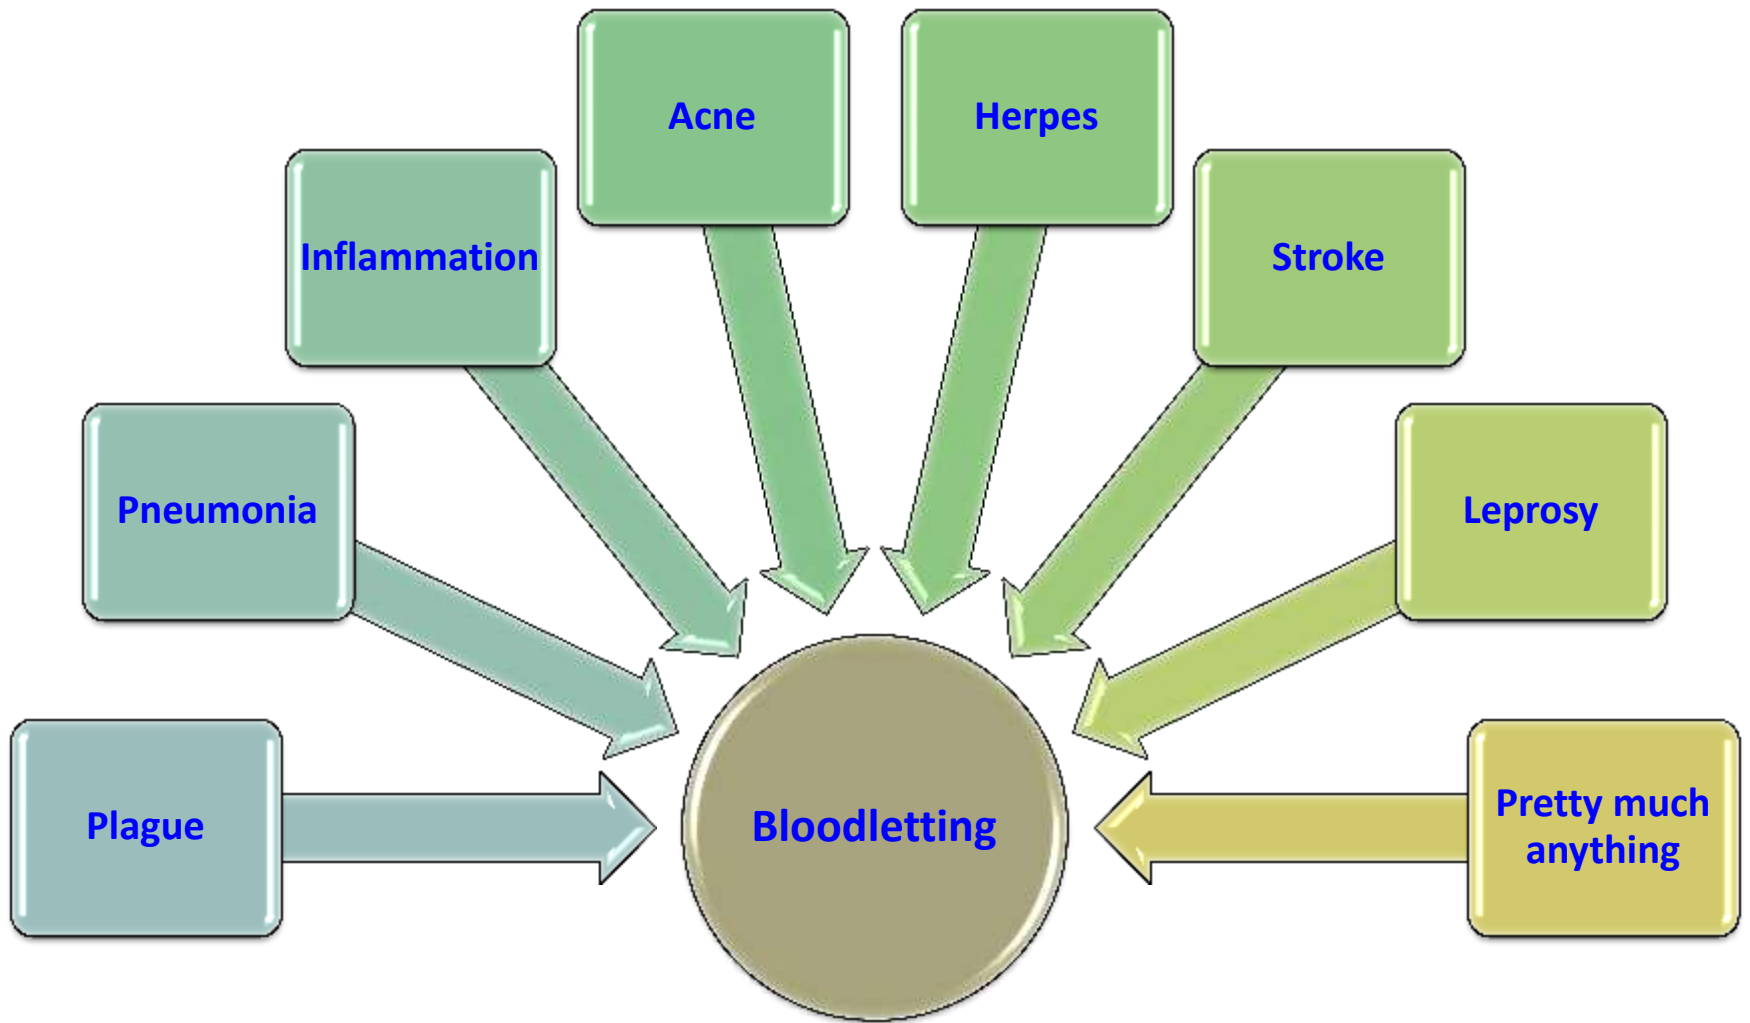 Acne
Herpes
Inflammation
Stroke
Pneumonia
Leprosy
Plague
Bloodletting
Pretty much
anything